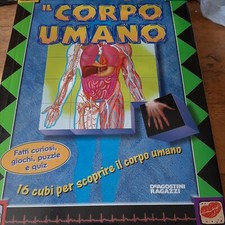 IL CORPO
UMANO
Fatti curiosi,
giochi, puzzle
e quiz
16 cubi per scoprire il corpo umano
DEAGOSTINI
RAGAZZI